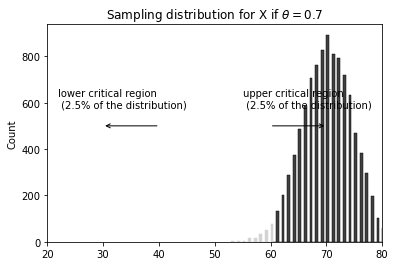 Sampling distribution for X if θ = 0.7
800
600
400
200
0
Count
lower critical region
(2.5% of the distribution)
upper critical region
(2.5% of the distribution)
20 30 40 50 60 70 80